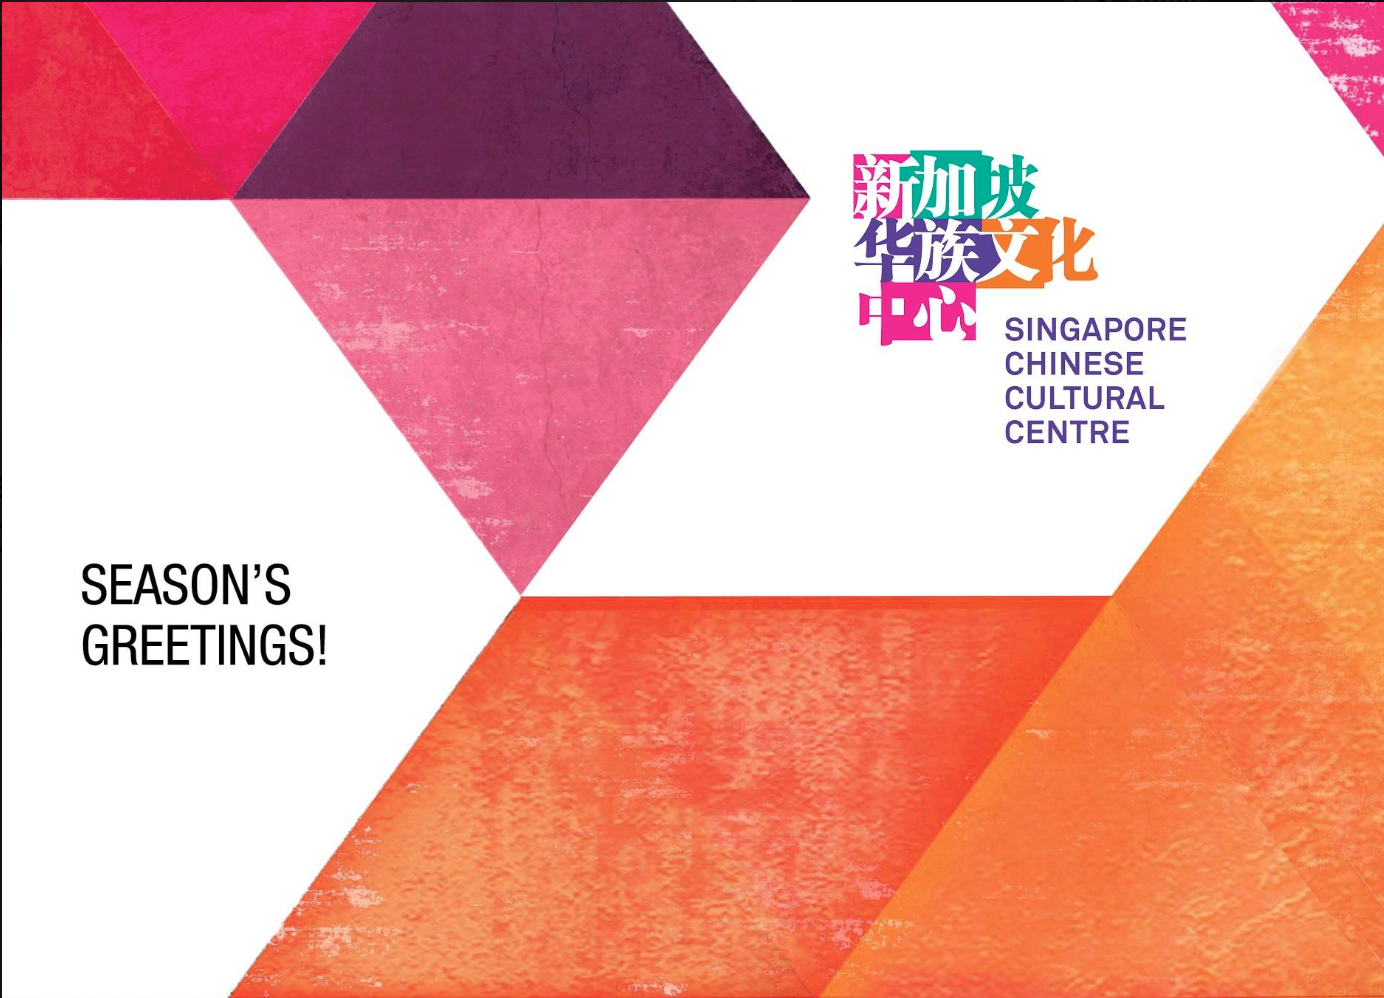 新加坡
华族文化
中心
SINGAPORE
CHINESE
CULTURAL
CENTRE
SEASON’S
GREETINGS!